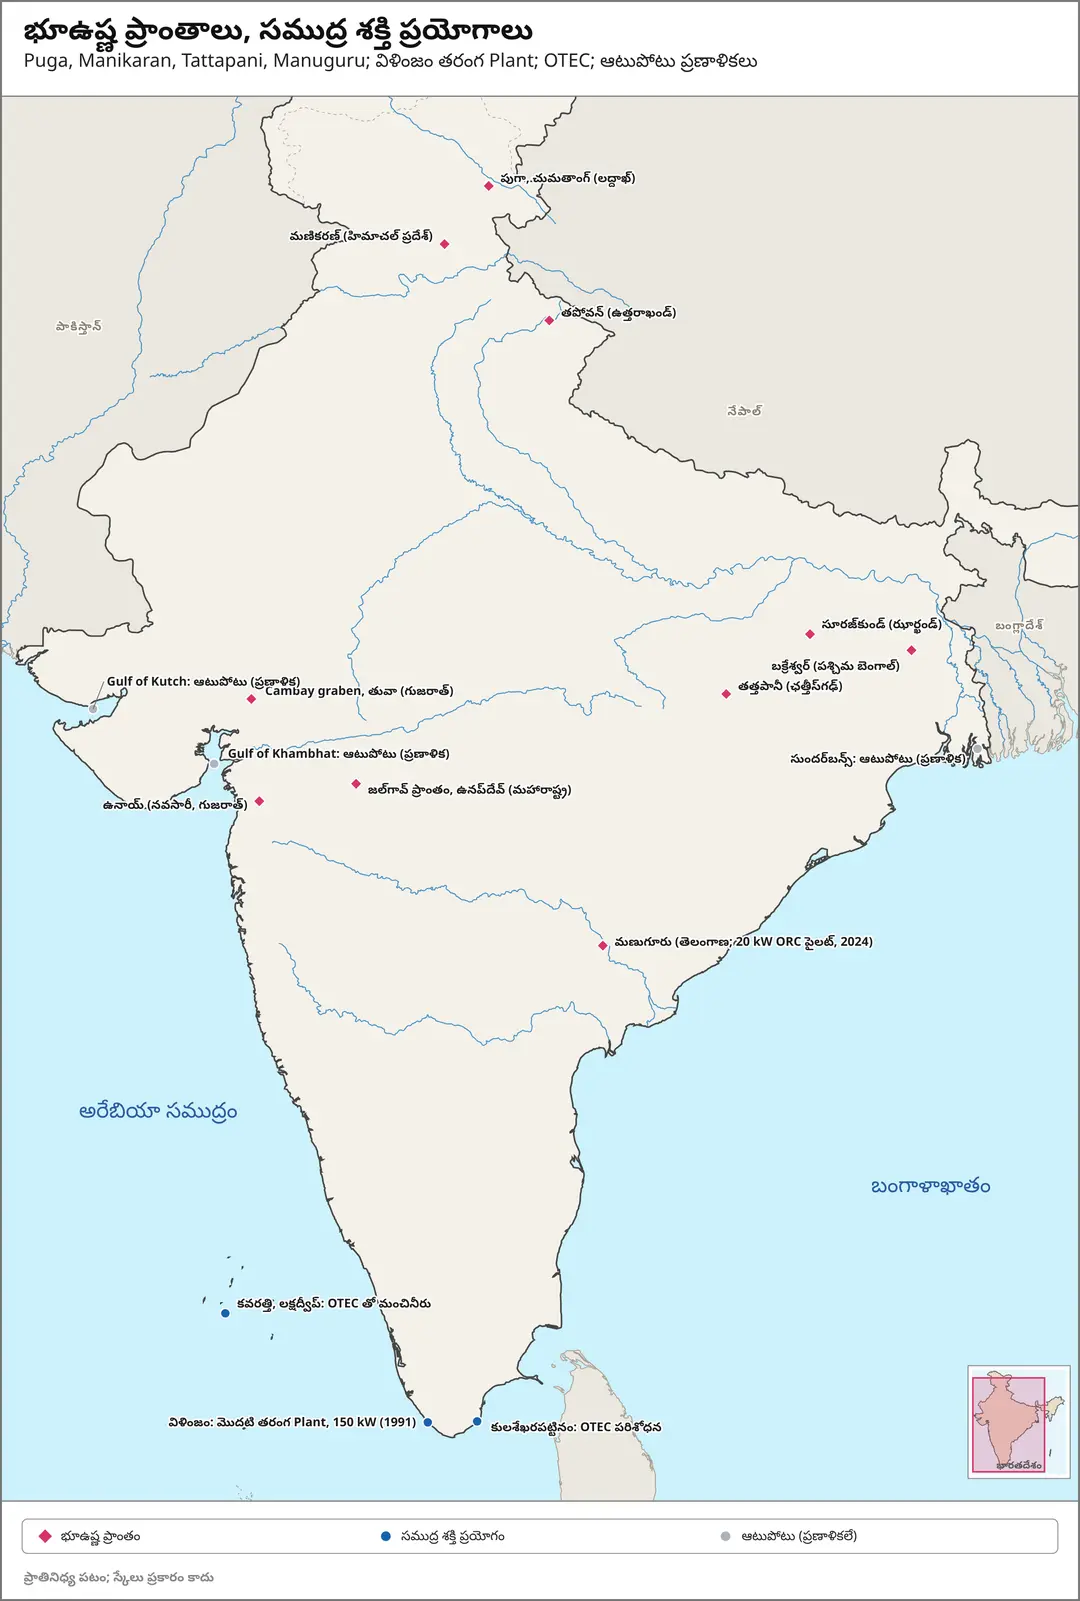 భూఉష్ణ ప్రాంతాలు, సముద్ర శక్తి ప్రయోగాలు
Puga, Manikaran, Tattapani, Manuguru; విళింజం తరంగ Plant; OTEC; ఆటుపోటు ప్రణాళికలు
పుగా, చుమతాంగ్ (లద్దాఖ్)
మణికరణ్ (హిమాచల్ ప్రదేశ్)
తపోవన్ (ఉత్తరాఖండ్)
పాకిస్తాన్
నేపాల్
సూరజ్‌కుండ్ (ఝార్ఖండ్)
బంగ్లాదేశ్
బక్రేశ్వర్ (పశ్చిమ బెంగాల్)
తత్తపానీ (ఛత్తీస్‌గఢ్)
Gulf of Kutch: ఆటుపోటు (ప్రణాళిక)
Cambay graben, తువా (గుజరాత్)
Gulf of Khambhat: ఆటుపోటు (ప్రణాళిక)
సుందర్‌బన్స్: ఆటుపోటు (ప్రణాళిక)
జల్‌గావ్ ప్రాంతం, ఉనప్‌దేవ్ (మహారాష్ట్ర)
ఉనాయ్ (నవసారీ, గుజరాత్)
మణుగూరు (తెలంగాణ; 20 kW ORC పైలట్, 2024)
అరేబియా సముద్రం
బంగాళాఖాతం
కవరత్తి, లక్షద్వీప్: OTEC తో మంచినీరు
విళింజం: మొదటి తరంగ Plant, 150 kW (1991)
కులశేఖరపట్టినం: OTEC పరిశోధన
భారతదేశం
భూఉష్ణ ప్రాంతం
సముద్ర శక్తి ప్రయోగం
ఆటుపోటు (ప్రణాళికలే)
ప్రాతినిధ్య పటం; స్కేలు ప్రకారం కాదు